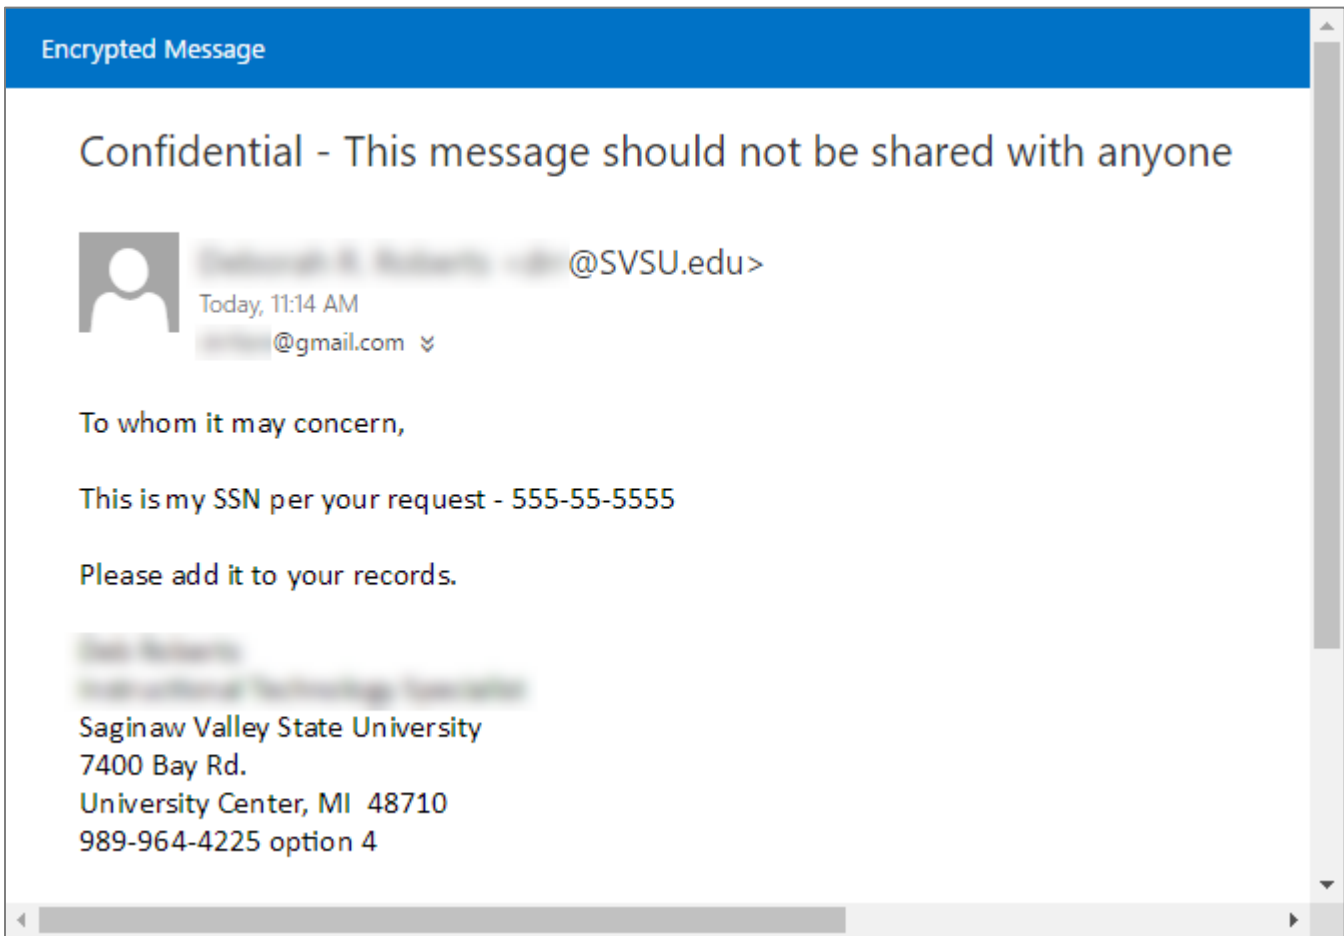 Encrypted Message
Confidential - This message should not be shared with anyone
@SVSU.edu>
Today, 11:14 AM
@gmail.com
To whom it may concern,
This is my SSN per your request - 555-55-5555
Please add it to your records.
Saginaw Valley State University
7400 Bay Rd.
University Center, MI  48710
989-964-4225 option 4